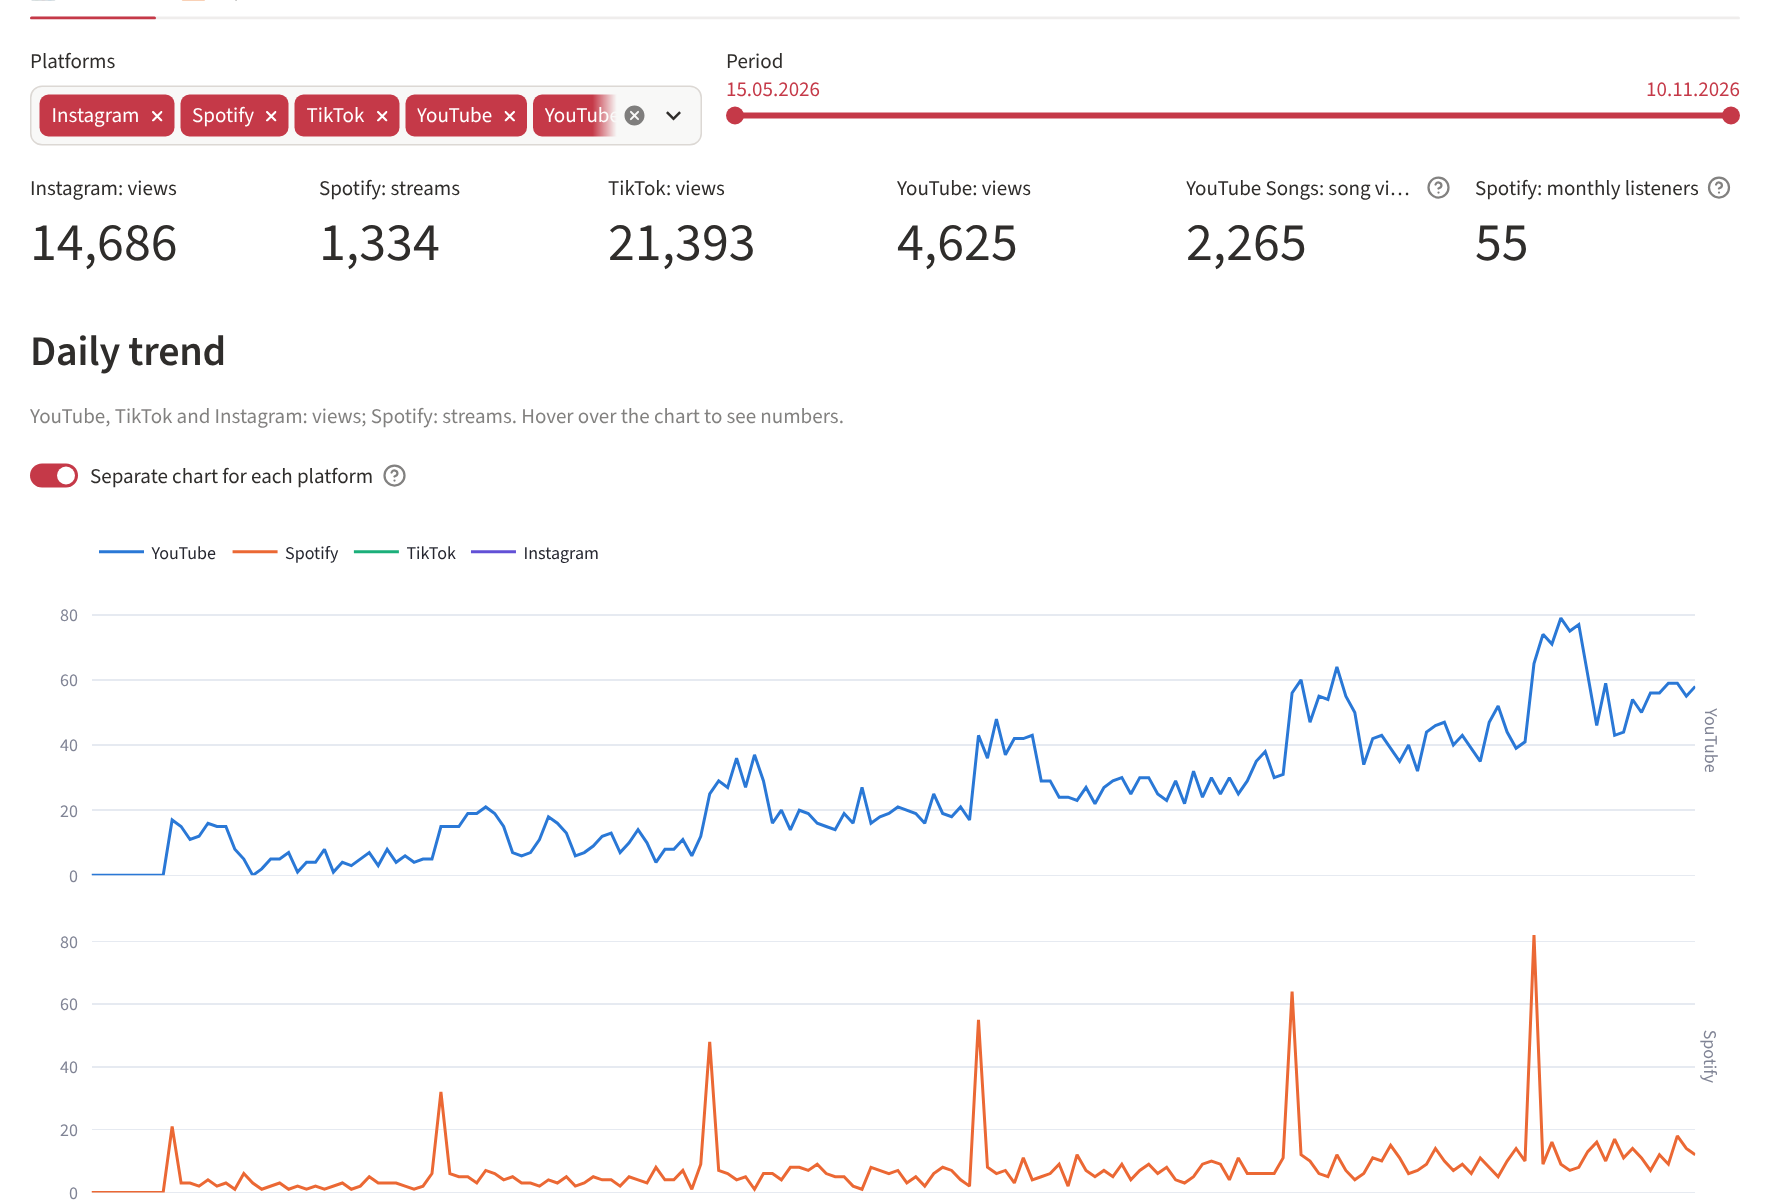 Platforms
Period
15.05.2026 10.11.2026
Instagram × Spotify × TikTok × YouTube × YouTube
Instagram: views
14,686
Spotify: streams
1,334
TikTok: views
21,393
YouTube: views
4,625
YouTube Songs: song vi…
2,265
Spotify: monthly listeners
55
Daily trend
YouTube, TikTok and Instagram: views; Spotify: streams. Hover over the chart to see numbers.
Separate chart for each platform
YouTube Spotify TikTok Instagram
80
60
40
20
0
YouTube
80
60
40
20
0
Spotify